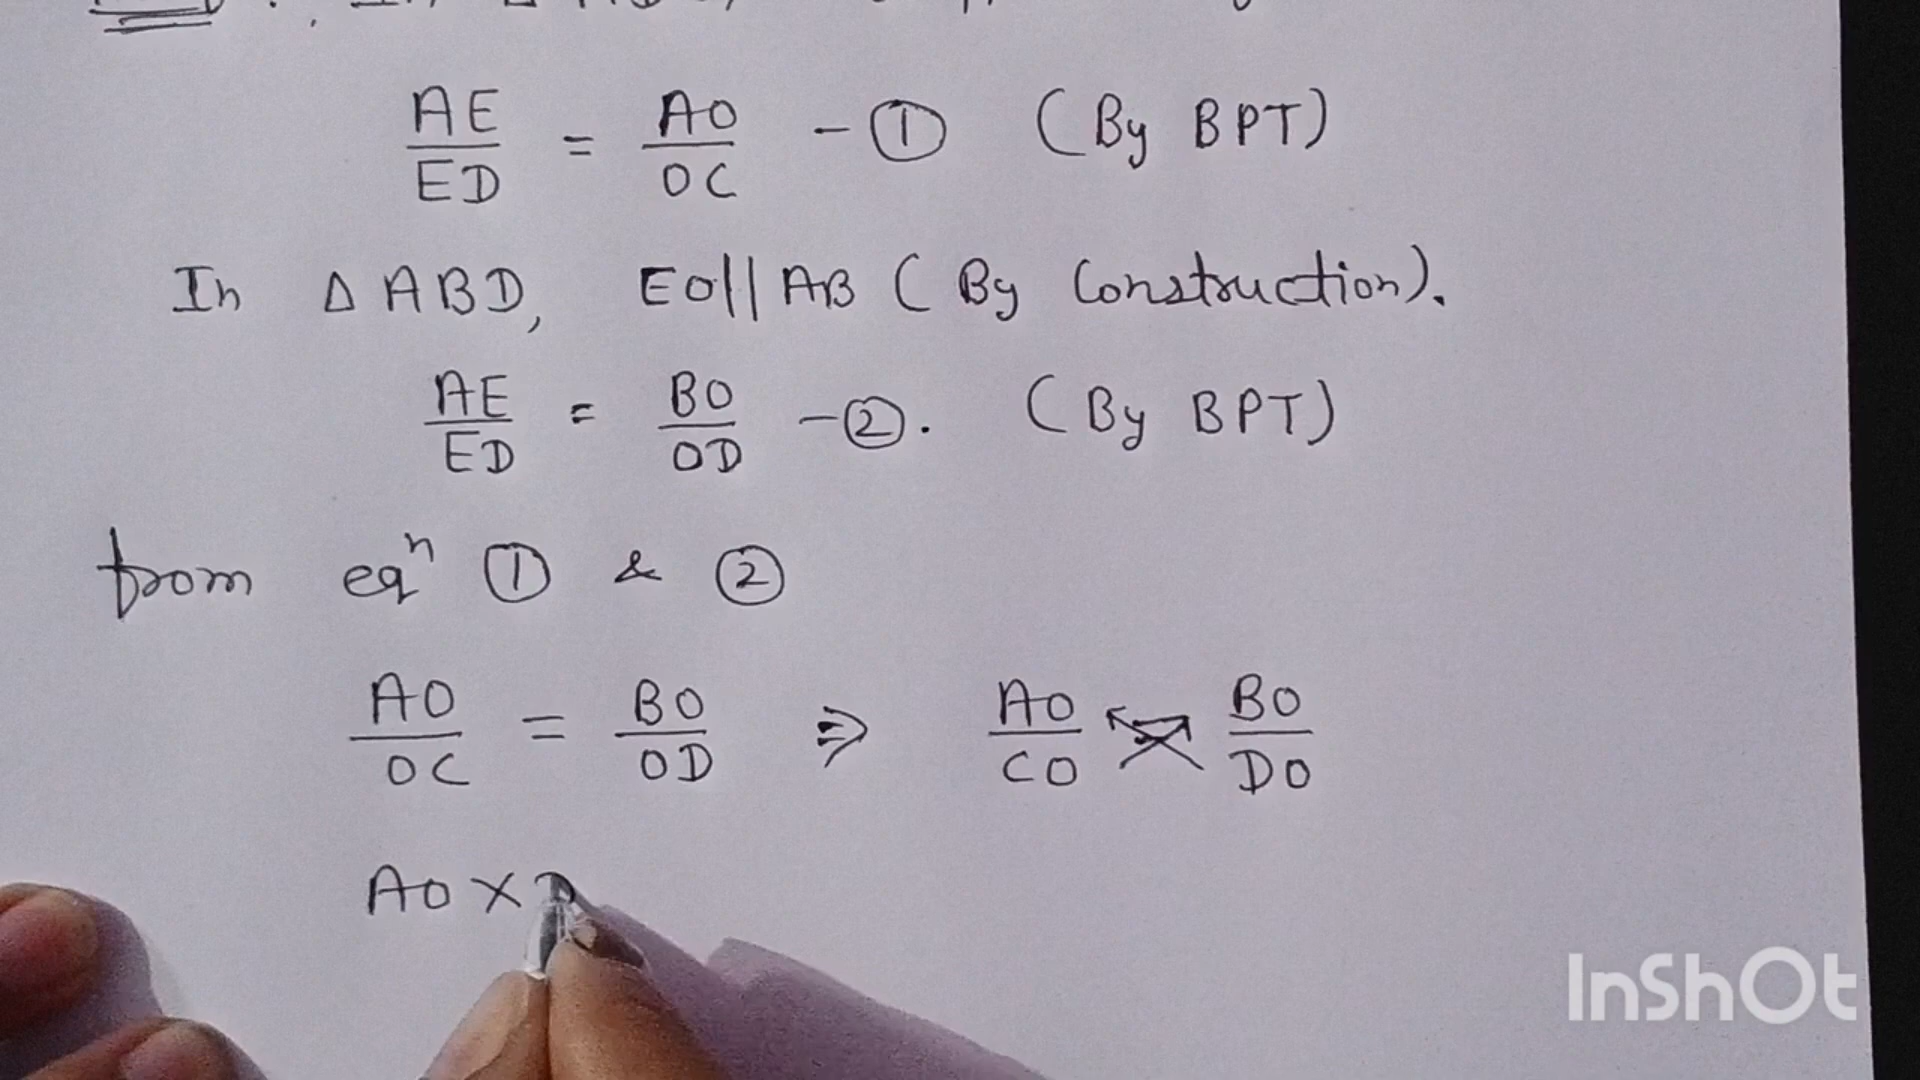 AE/ED = AO/OC - ① (By BPT)
In Δ ABD, EO || AB (By Construction).
AE/ED = BO/OD - ②. (By BPT)
from eqⁿ ① & ②
AO/OC = BO/OD ⇒ AO/CO BO/DO
AO ×
InShOt